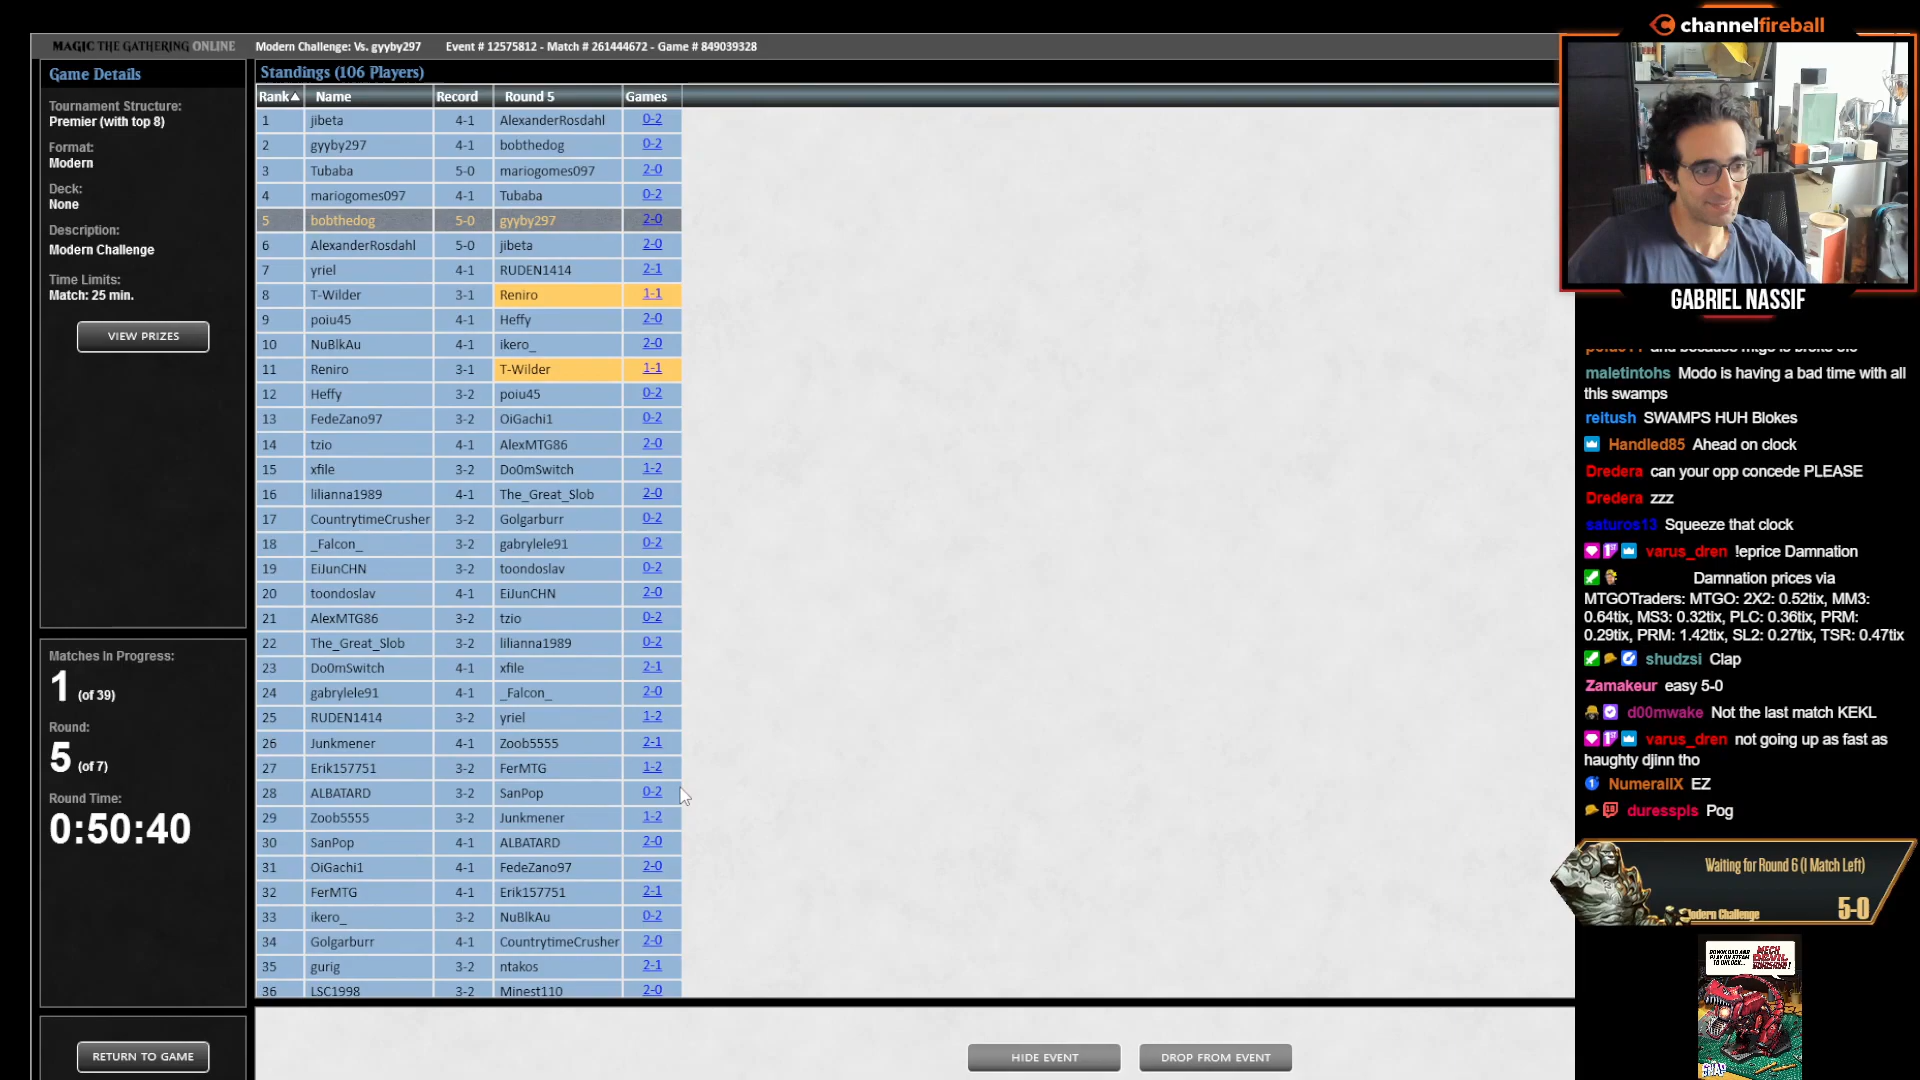 channelfireball
MAGIC THE GATHERING ONLINE
Modern Challenge: Vs. gyyby297 Event # 12575812 - Match # 261444672 - Game # 849039328
Game Details
Tournament Structure:
Premier (with top 8)
Format:
Modern
Deck:
None
Description:
Modern Challenge
Time Limits:
Match: 25 min.
VIEW PRIZES
Matches In Progress:
1 (of 39)
Round:
5 (of 7)
Round Time:
0:50:40
RETURN TO GAME
Standings (106 Players)
Rank Name Record Round 5 Games
1 jibeta 4-1 AlexanderRosdahl 0-2
2 gyyby297 4-1 bobthedog 0-2
3 Tubaba 5-0 mariogomes097 2-0
4 mariogomes097 4-1 Tubaba 0-2
5 bobthedog 5-0 gyyby297 2-0
6 AlexanderRosdahl 5-0 jibeta 2-0
7 yriel 4-1 RUDEN1414 2-1
8 T-Wilder 3-1 Reniro 1-1
9 poiu45 4-1 Heffy 2-0
10 NuBlkAu 4-1 ikero_ 2-0
11 Reniro 3-1 T-Wilder 1-1
12 Heffy 3-2 poiu45 0-2
13 FedeZano97 3-2 OiGachi1 0-2
14 tzio 4-1 AlexMTG86 2-0
15 xfile 3-2 Do0mSwitch 1-2
16 lilianna1989 4-1 The_Great_Slob 2-0
17 CountrytimeCrusher 3-2 Golgarburr 0-2
18 _Falcon_ 3-2 gabrylele91 0-2
19 EiJunCHN 3-2 toondoslav 0-2
20 toondoslav 4-1 EiJunCHN 2-0
21 AlexMTG86 3-2 tzio 0-2
22 The_Great_Slob 3-2 lilianna1989 0-2
23 Do0mSwitch 4-1 xfile 2-1
24 gabrylele91 4-1 _Falcon_ 2-0
25 RUDEN1414 3-2 yriel 1-2
26 Junkmener 4-1 Zoob5555 2-1
27 Erik157751 3-2 FerMTG 1-2
28 ALBATARD 3-2 SanPop 0-2
29 Zoob5555 3-2 Junkmener 1-2
30 SanPop 4-1 ALBATARD 2-0
31 OiGachi1 4-1 FedeZano97 2-0
32 FerMTG 4-1 Erik157751 2-1
33 ikero_ 3-2 NuBlkAu 0-2
34 Golgarburr 4-1 CountrytimeCrusher 2-0
35 gurig 3-2 ntakos 2-1
36 LSC1998 3-2 Minest110 2-0
HIDE EVENT DROP FROM EVENT
GABRIEL NASSIF
maletintohs Modo is having a bad time with all
this swamps
reitush SWAMPS HUH Blokes
Handled85 Ahead on clock
Dredera can your opp concede PLEASE
Dredera zzz
saturos13 Squeeze that clock
varus_dren !eprice Damnation
Damnation prices via
MTGOTraders: MTGO: 2X2: 0.52tix, MM3:
0.64tix, MS3: 0.32tix, PLC: 0.36tix, PRM:
0.29tix, PRM: 1.42tix, SL2: 0.27tix, TSR: 0.47tix
shudzsi Clap
Zamakeur easy 5-0
d00mwake Not the last match KEKL
varus_dren not going up as fast as
haughty djinn tho
NumerallX EZ
duresspls Pog
Waiting for Round 6 (1 Match Left)
Modern Challenge 5-0
DOWNLOAD AND
PLAY ON STEAM
TO UNLOCK...
SNAP